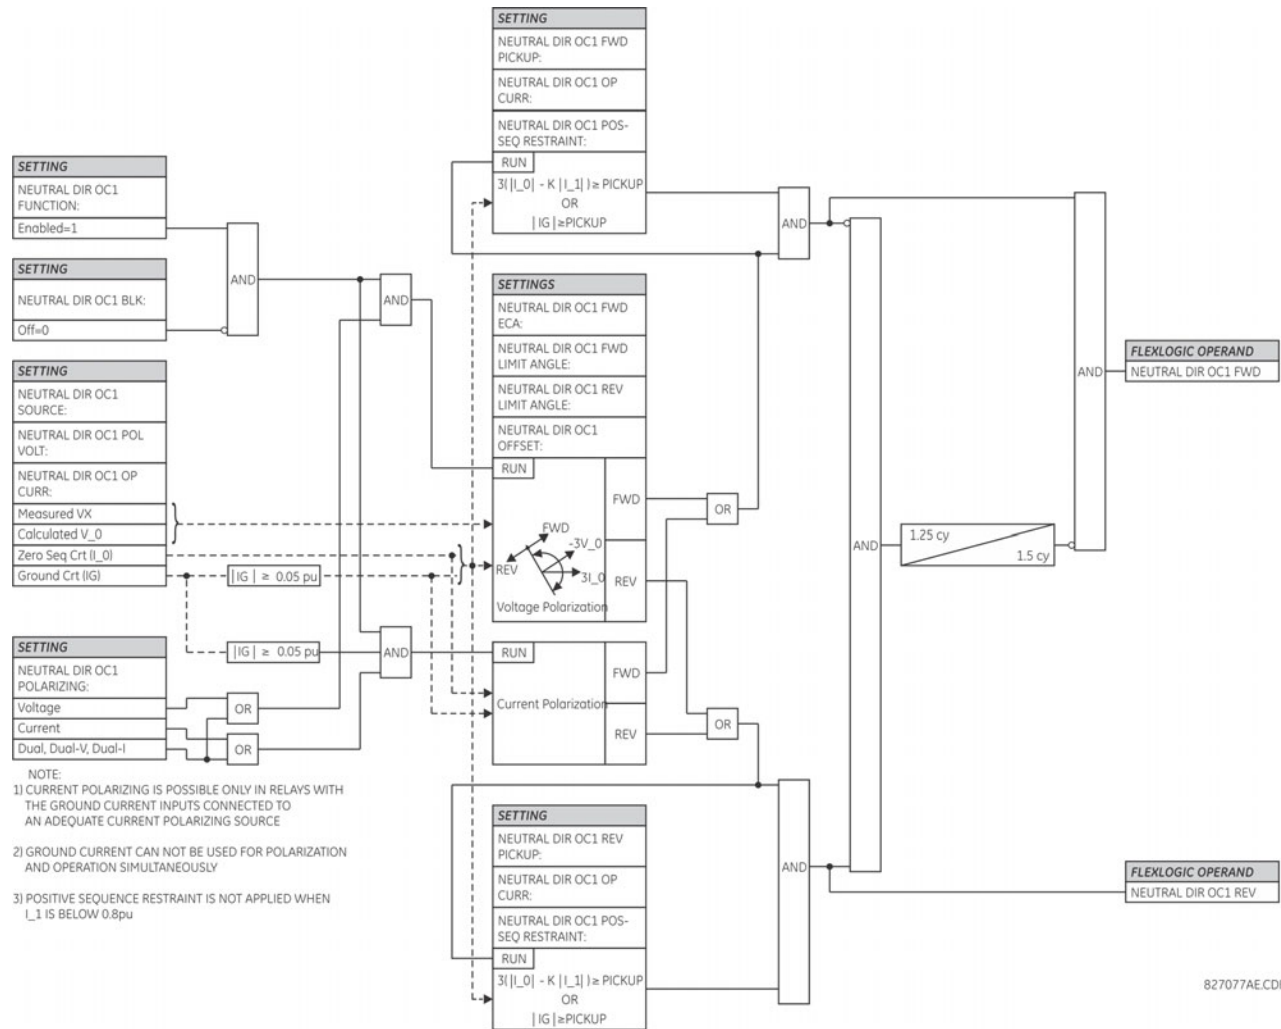 SETTING
NEUTRAL DIR OC1 FWD
PICKUP:
NEUTRAL DIR OC1 OP
CURR:
NEUTRAL DIR OC1 POS-
SEQ RESTRAINT:
RUN
3(|I_0| - K |I_1|) ≥ PICKUP
OR
|IG| ≥PICKUP
SETTING
NEUTRAL DIR OC1
FUNCTION:
Enabled=1
SETTING
NEUTRAL DIR OC1 BLK:
Off=0
AND
AND
SETTING
NEUTRAL DIR OC1
SOURCE:
NEUTRAL DIR OC1 POL
VOLT:
NEUTRAL DIR OC1 OP
CURR:
Measured VX
Calculated V_0
Zero Seq Crt (I_0)
Ground Crt (IG)
|IG| ≥ 0.05 pu
|IG| ≥ 0.05 pu
AND
SETTING
NEUTRAL DIR OC1
POLARIZING:
Voltage
Current
Dual, Dual-V, Dual-I
OR
OR
NOTE:
1) CURRENT POLARIZING IS POSSIBLE ONLY IN RELAYS WITH
THE GROUND CURRENT INPUTS CONNECTED TO
AN ADEQUATE CURRENT POLARIZING SOURCE
2) GROUND CURRENT CAN NOT BE USED FOR POLARIZATION
AND OPERATION SIMULTANEOUSLY
3) POSITIVE SEQUENCE RESTRAINT IS NOT APPLIED WHEN
I_1 IS BELOW 0.8pu
SETTINGS
NEUTRAL DIR OC1 FWD
ECA:
NEUTRAL DIR OC1 FWD
LIMIT ANGLE:
NEUTRAL DIR OC1 REV
LIMIT ANGLE:
NEUTRAL DIR OC1
OFFSET:
RUN
FWD
REV
FWD
-3V_0
REV
3I_0
Voltage Polarization
RUN
FWD
Current Polarization
REV
OR
OR
SETTING
NEUTRAL DIR OC1 REV
PICKUP:
NEUTRAL DIR OC1 OP
CURR:
NEUTRAL DIR OC1 POS-
SEQ RESTRAINT:
RUN
3(|I_0| - K |I_1|) ≥ PICKUP
OR
|IG| ≥PICKUP
AND
AND
AND
1.25 cy
1.5 cy
AND
FLEXLOGIC OPERAND
NEUTRAL DIR OC1 FWD
FLEXLOGIC OPERAND
NEUTRAL DIR OC1 REV